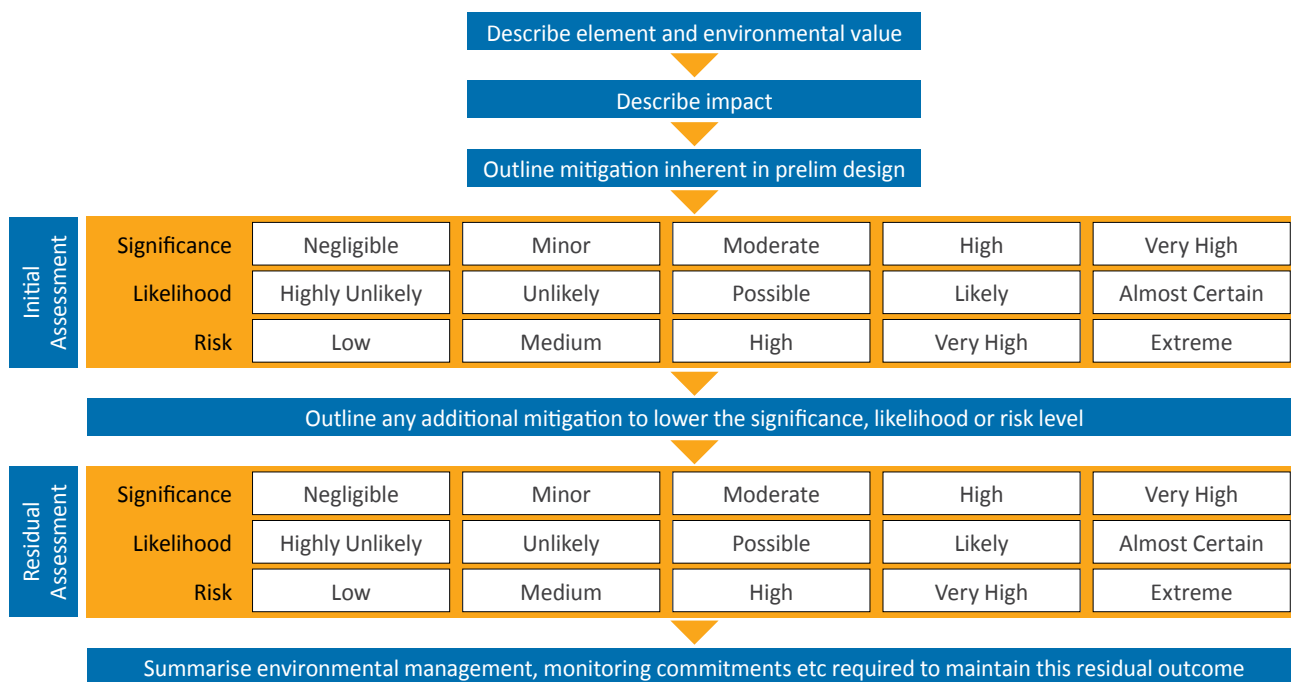 Describe element and environmental value
Describe impact
Outline mitigation inherent in prelim design
Initial
Assessment
Significance Negligible Minor Moderate High Very High
Likelihood Highly Unlikely Unlikely Possible Likely Almost Certain
Risk Low Medium High Very High Extreme
Outline any additional mitigation to lower the significance, likelihood or risk level
Residual
Assessment
Significance Negligible Minor Moderate High Very High
Likelihood Highly Unlikely Unlikely Possible Likely Almost Certain
Risk Low Medium High Very High Extreme
Summarise environmental management, monitoring commitments etc required to maintain this residual outcome